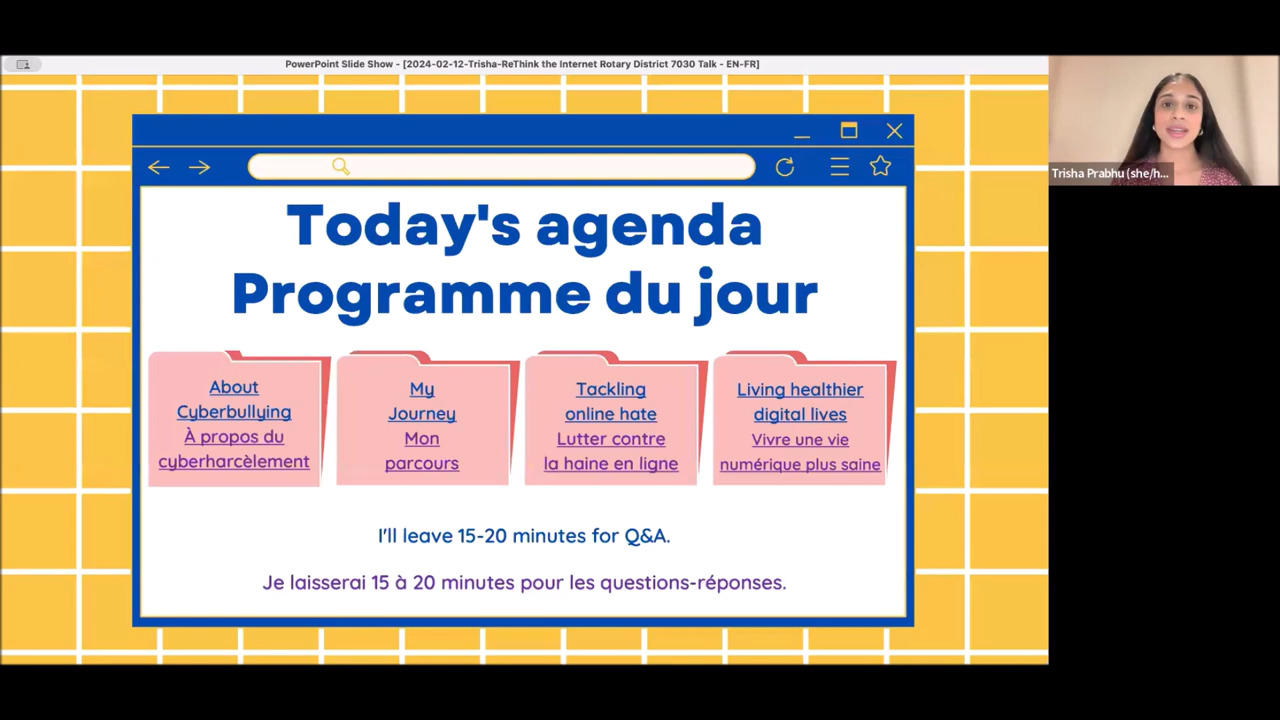 PowerPoint Slide Show - [2024-02-12-Trisha-ReThink the Internet Rotary District 7030 Talk - EN-FR]
Trisha Prabhu (she/h...
Today's agenda
Programme du jour
About
Cyberbullying
À propos du
cyberharcèlement
My
Journey
Mon
parcours
Tackling
online hate
Lutter contre
la haine en ligne
Living healthier
digital lives
Vivre une vie
numérique plus saine
I'll leave 15-20 minutes for Q&A.
Je laisserai 15 à 20 minutes pour les questions-réponses.